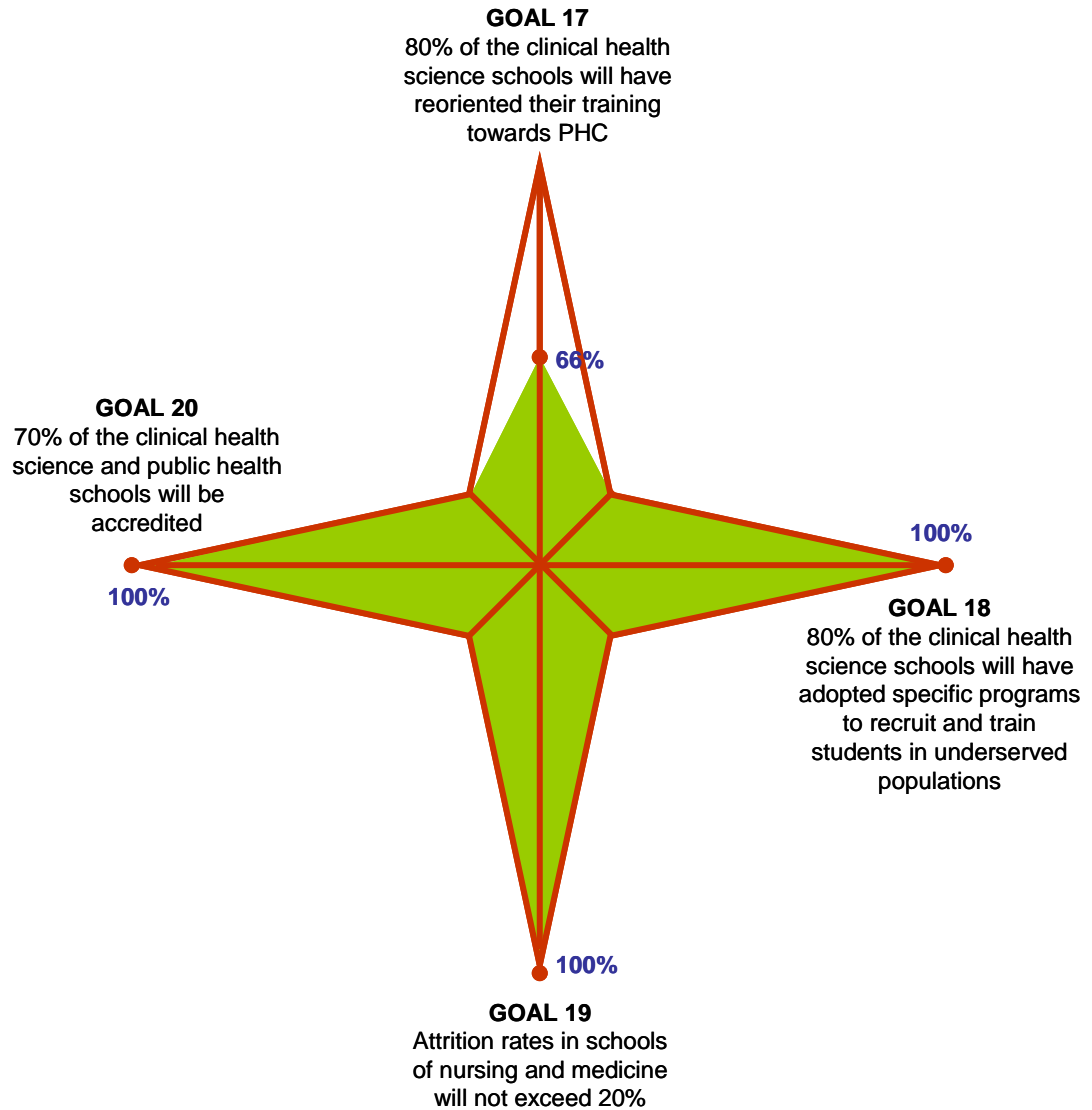 GOAL 17
80% of the clinical health
science schools will have
reoriented their training
towards PHC
66%
GOAL 20
70% of the clinical health
science and public health
schools will be
accredited
100%
100%
GOAL 18
80% of the clinical health
science schools will have
adopted specific programs
to recruit and train
students in underserved
populations
100%
GOAL 19
Attrition rates in schools
of nursing and medicine
will not exceed 20%